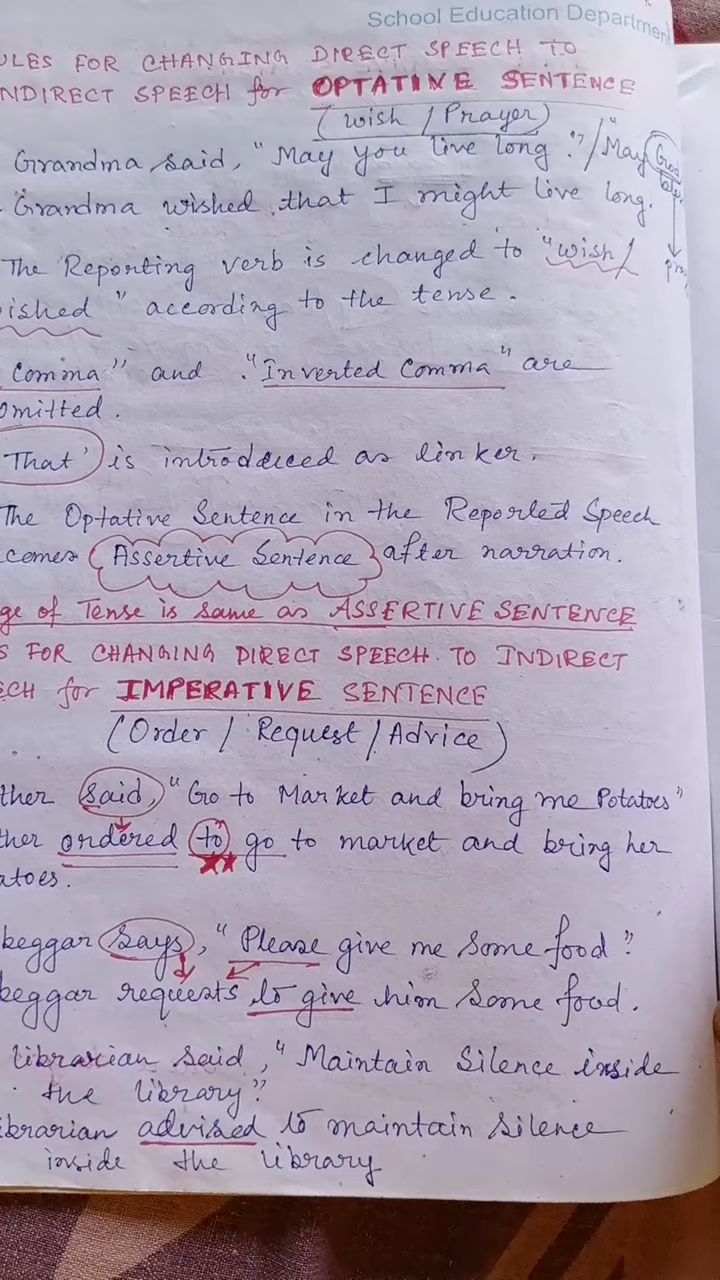 School Education Department
ULES FOR CHANGING DIRECT SPEECH TO
NDIRECT SPEECH for OPTATIVE SENTENCE
(Wish / Prayer)
Grandma said, "May you live long."/"May God
Grandma wished that I might live long.
The Reporting verb is changed to "wish/
ished" according to the tense.
Comma" and "Inverted Comma" are
omitted.
That' is introduced as linker.
The Optative Sentence in the Reported Speech
comes Assertive Sentence after narration.
ge of Tense is same as ASSERTIVE SENTENCE
S FOR CHANGING DIRECT SPEECH TO INDIRECT
ECH for IMPERATIVE SENTENCE
(Order / Request / Advice)
ther said, "Go to Market and bring me Potatoes"
ther ordered to go to market and bring her
atoes.
beggar says, "Please give me some food"
beggar requests to give him some food.
librarian said, "Maintain Silence inside
the library"
ibrarian advised to maintain silence
inside the library